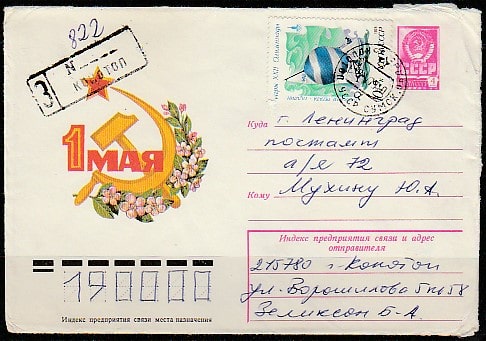 822
З N
КОНОТОП
СССР
1 МАЯ
Куда г. Ленинград
почтамт
а/я 72
Кому Мухину Ю.А.
Индекс предприятия связи и адрес
отправителя
245780 г. Конотоп
ул. Ворошилова 5 кв 58
Зеликсон Б-А.
190000
Индекс предприятия связи места назначения